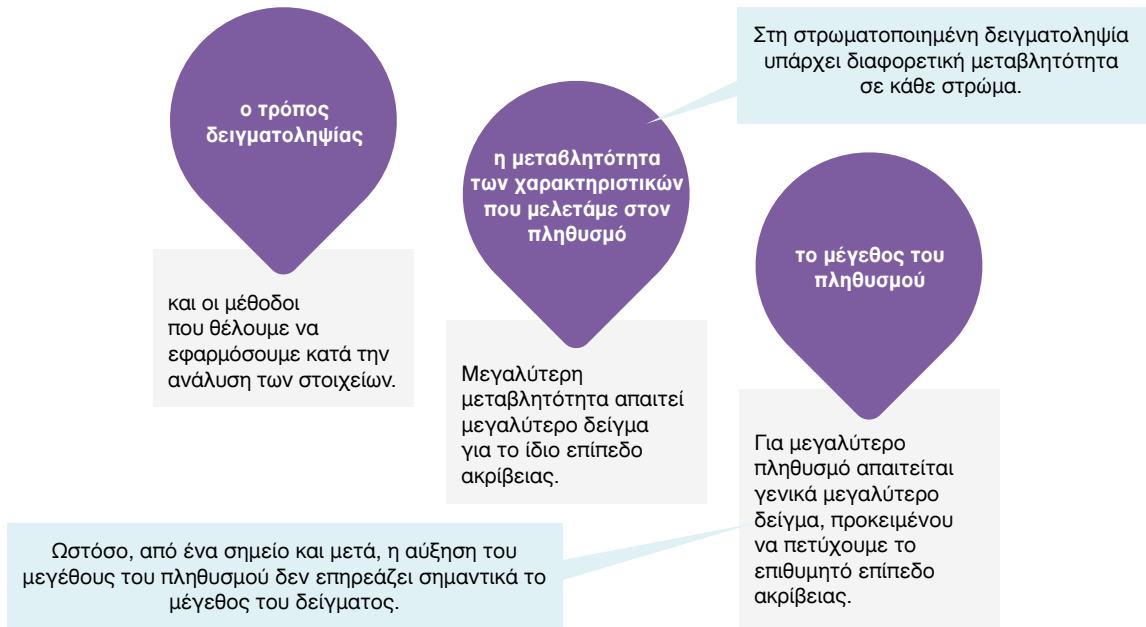 ο τρόπος
δειγματοληψίας
και οι μέθοδοι
που θέλουμε να
εφαρμόσουμε κατά την
ανάλυση των στοιχείων.
Στη στρωματοποιημένη δειγματοληψία
υπάρχει διαφορετική μεταβλητότητα
σε κάθε στρώμα.
η μεταβλητότητα
των χαρακτηριστικών
που μελετάμε στον
πληθυσμό
Μεγαλύτερη
μεταβλητότητα απαιτεί
μεγαλύτερο δείγμα
για το ίδιο επίπεδο
ακρίβειας.
το μέγεθος του
πληθυσμού
Για μεγαλύτερο
πληθυσμό απαιτείται
γενικά μεγαλύτερο
δείγμα, προκειμένου
να πετύχουμε το
επιθυμητό επίπεδο
ακρίβειας.
Ωστόσο, από ένα σημείο και μετά, η αύξηση του
μεγέθους του πληθυσμού δεν επηρεάζει σημαντικά το
μέγεθος του δείγματος.